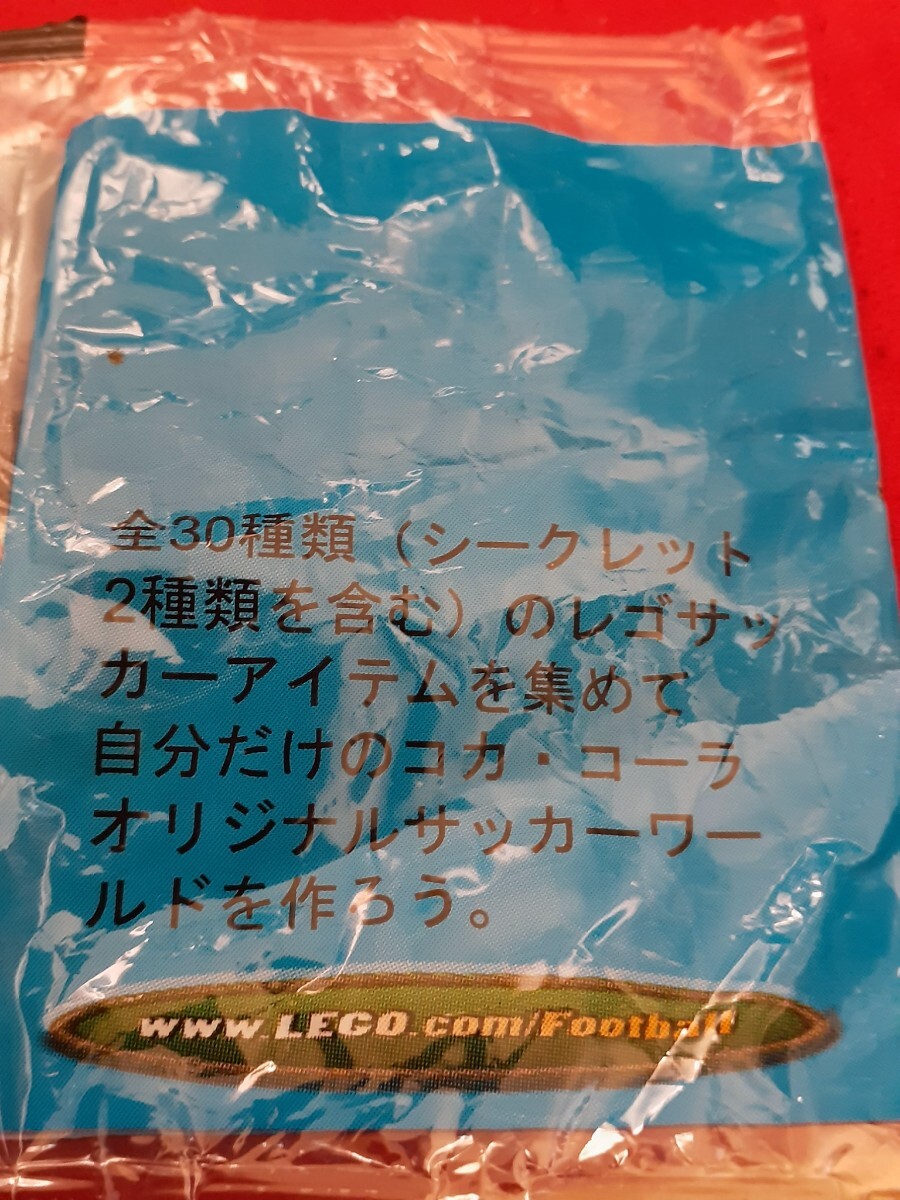 全30種類（シークレット
2種類を含む）のレゴサッ
カーアイテムを集めて
自分だけのコカ・コーラ
オリジナルサッカーワー
ルドを作ろう。
www.LEGO.com/Football